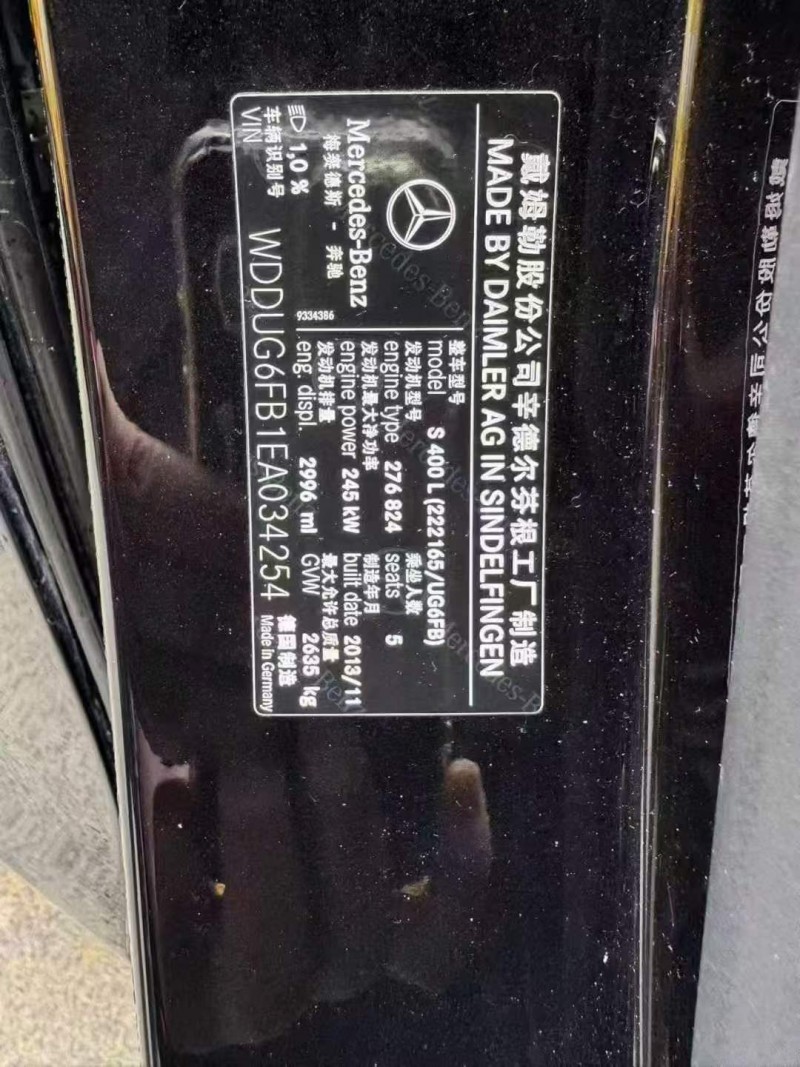 戴姆勒股份公司辛德尔芬根工厂制造
MADE BY DAIMLER AG IN SINDELFINGEN
Mercedes-Benz
梅赛德斯 - 奔驰
1,0 %
9334386
整车型号
model S 400 L (222165/UG6FB)
发动机型号 乘坐人数
engine type 276 824 seats 5
发动机最大净功率 制造年月
engine power 245 kW built date 2013/11
发动机排量 最大允许总质量
eng. displ. 2996 ml GVW 2635 kg
车辆识别号
VIN WDDUG6FB1EA034254
德国制造
Made in Germany